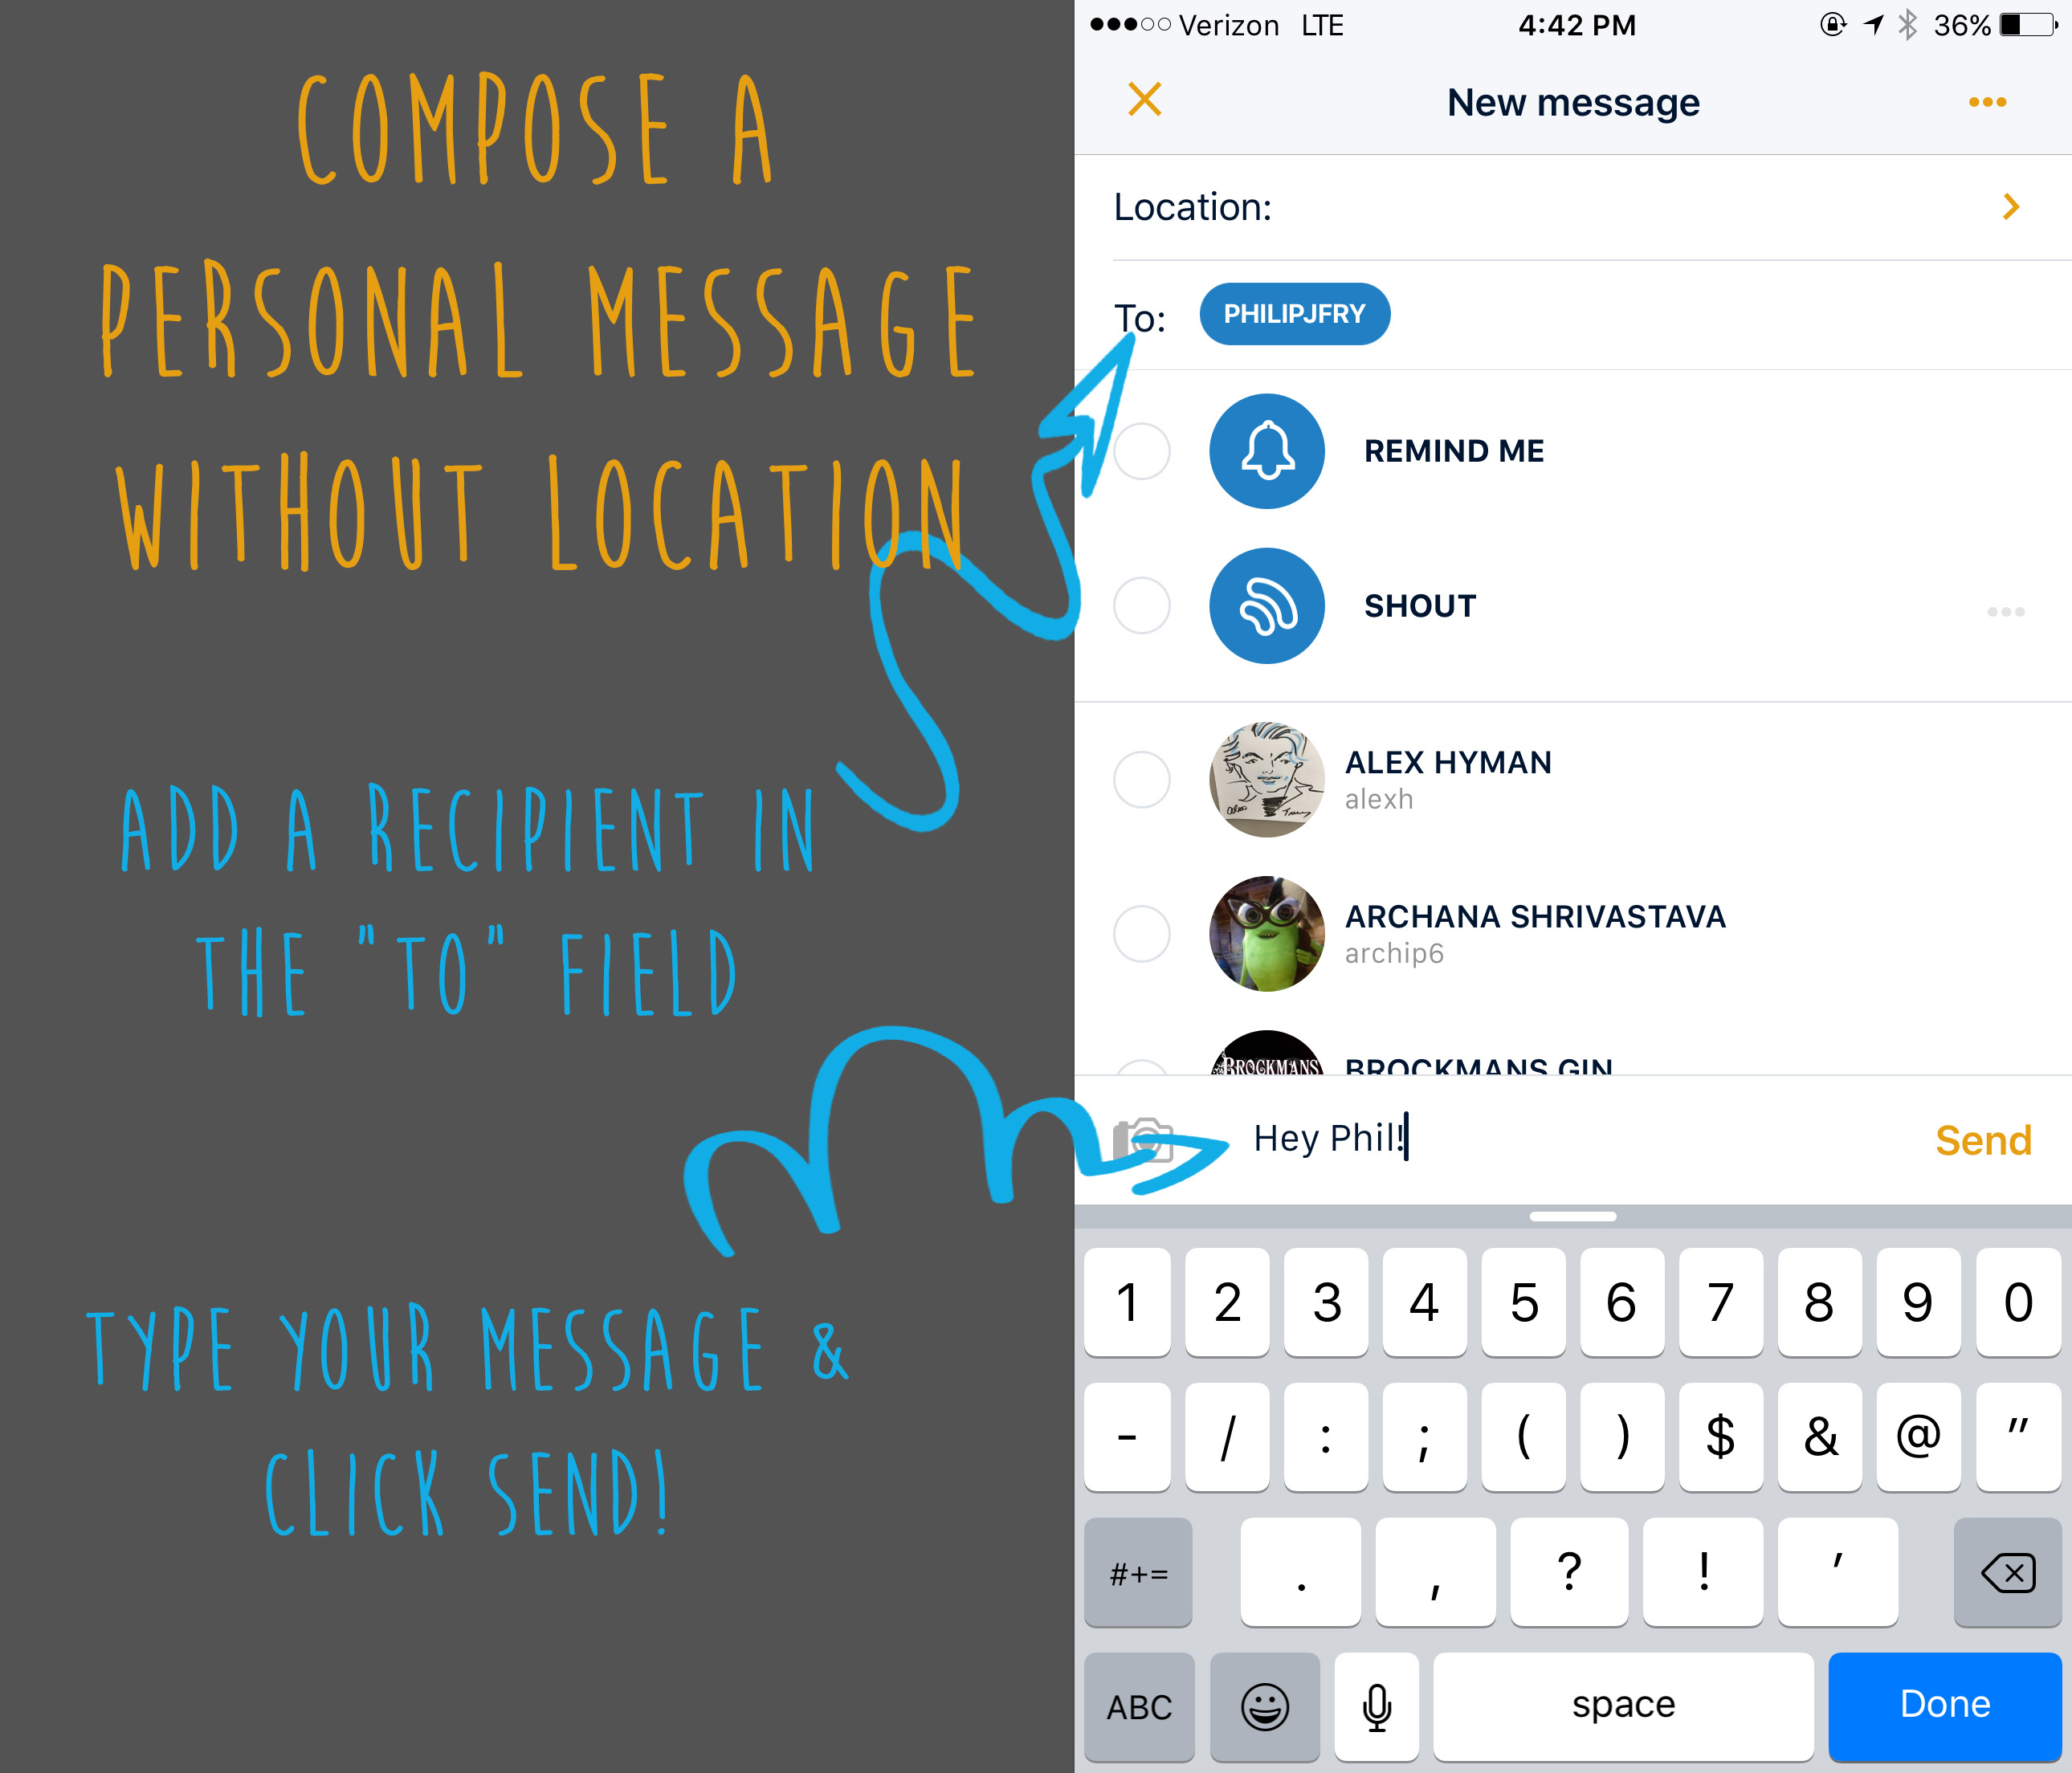 COMPOSE A
PERSONAL MESSAGE
WITHOUT LOCATION
ADD A RECIPIENT IN
THE "TO" FIELD
TYPE YOUR MESSAGE &
CLICK SEND!
Verizon LTE 4:42 PM 36%
New message
Location:
To: PHILIPJFRY
REMIND ME
SHOUT
ALEX HYMAN
alexh
ARCHANA SHRIVASTAVA
archip6
BROCKMANS
BROCKMANS GIN
Hey Phil! Send
1 2 3 4 5 6 7 8 9 0
- / : ; ( ) $ & @ "
#+= . , ? ! '
ABC space Done